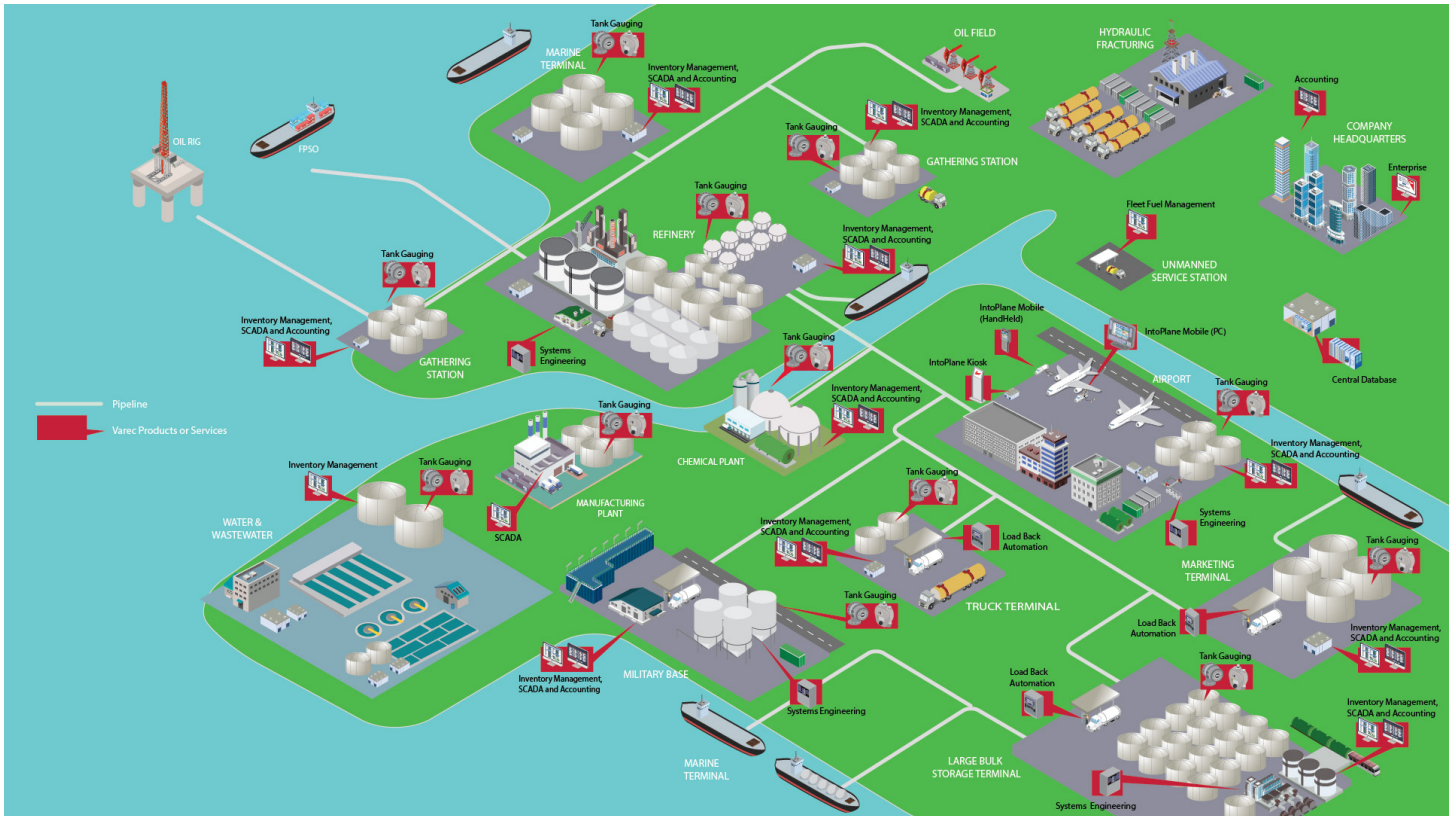 Tank Gauging
MARINE
TERMINAL
Inventory Management,
SCADA and Accounting
OIL FIELD
HYDRAULIC
FRACTURING
Accounting
COMPANY
HEADQUARTERS
Enterprise
OIL RIG
FPSO
Inventory Management,
SCADA and Accounting
Tank Gauging
GATHERING STATION
Tank Gauging
REFINERY
Inventory Management,
SCADA and Accounting
Fleet Fuel Management
UNMANNED
SERVICE STATION
Tank Gauging
Inventory Management,
SCADA and Accounting
GATHERING
STATION
Systems
Engineering
IntoPlane Mobile
(HandHeld)
IntoPlane Mobile (PC)
IntoPlane Kiosk
AIRPORT
Tank Gauging
Central Database
Tank Gauging
Inventory Management,
SCADA and Accounting
CHEMICAL PLANT
Pipeline
Varec Products or Services
Tank Gauging
MANUFACTURING
PLANT
SCADA
Inventory Management
Tank Gauging
WATER &
WASTEWATER
Inventory Management,
SCADA and Accounting
Systems
Engineering
Tank Gauging
Inventory Management,
SCADA and Accounting
Load Back
Automation
TRUCK TERMINAL
Tank Gauging
MARKETING
TERMINAL
Load Back
Automation
Inventory Management,
SCADA and Accounting
Tank Gauging
Inventory Management,
SCADA and Accounting
MILITARY BASE
Systems Engineering
MARINE
TERMINAL
Load Back
Automation
Tank Gauging
Inventory Management,
SCADA and Accounting
LARGE BULK
STORAGE TERMINAL
Systems Engineering